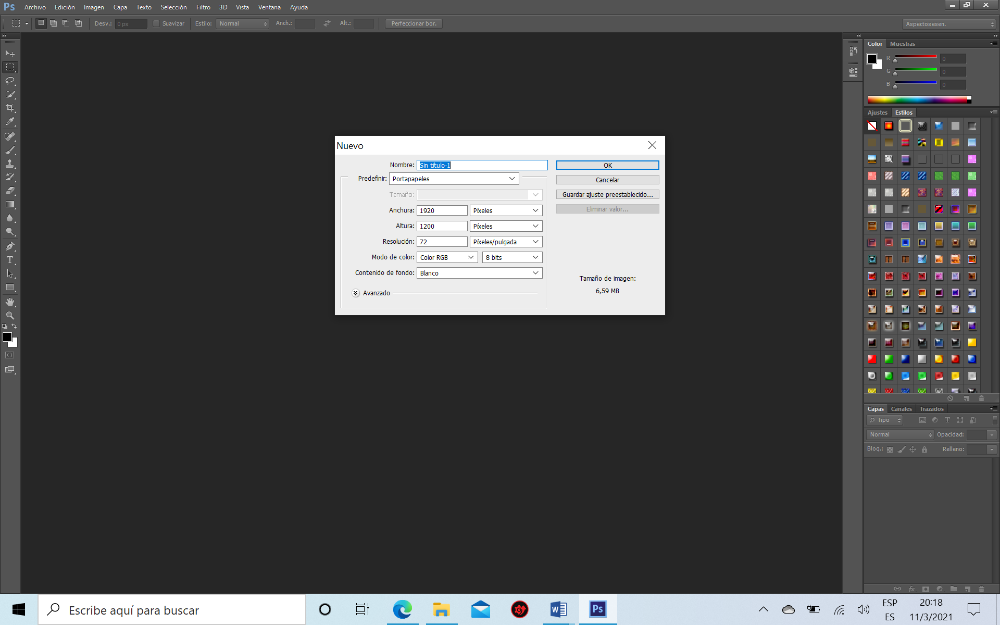 Ps Archivo Edición Imagen Capa Texto Selección Filtro 3D Vista Ventana Ayuda
Desv.: 0 px Suavizar Estilo: Normal Anch.: Alt.: Perfeccionar bor. Aspectos esen.
Color Muestras
R 0
G 0
B 0
Ajustes Estilos
Nuevo
Nombre: Sin título-1 OK
Predefinir: Portapapeles Cancelar
Tamaño: Guardar ajuste preestablecido...
Anchura: 1920 Píxeles Eliminar valor...
Altura: 1200 Píxeles
Resolución: 72 Píxeles/pulgada
Modo de color: Color RGB 8 bits
Contenido de fondo: Blanco
Tamaño de imagen:
6,59 MB
Avanzado
Capas Canales Trazados
Tipo
Normal Opacidad:
Bloq.: Relleno:
fx
Escribe aquí para buscar
Ps
ESP
ES
20:18
11/3/2021